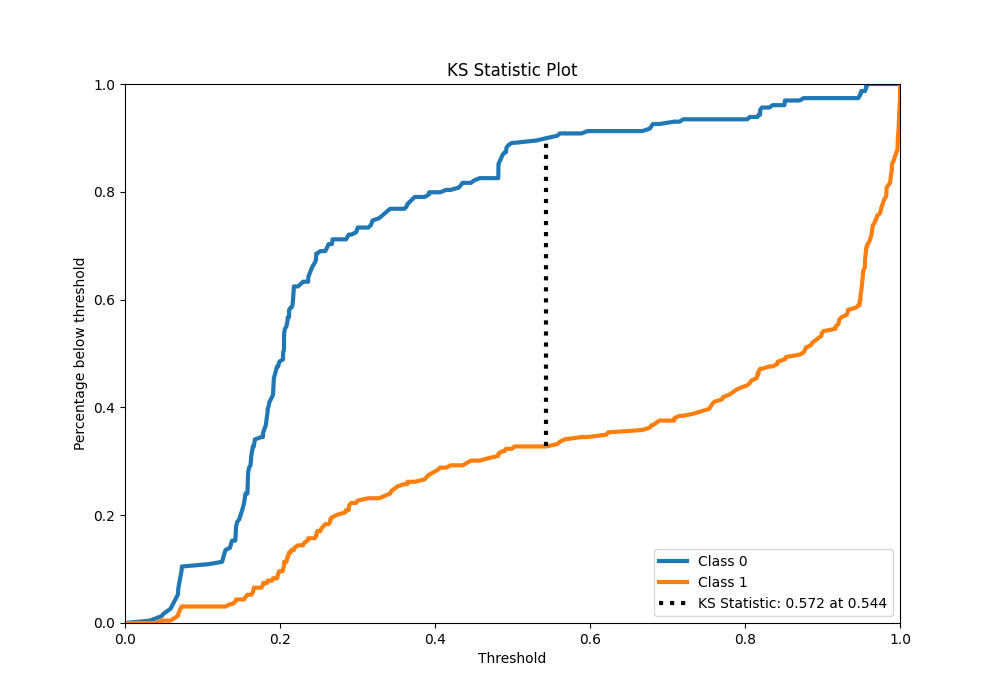 KS Statistic Plot
Percentage below threshold
1.0
0.8
0.6
0.4
0.2
0.0
0.0 0.2 0.4 0.6 0.8 1.0
Threshold
Class 0
Class 1
KS Statistic: 0.572 at 0.544